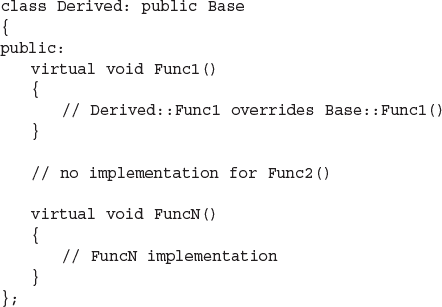 class Derived: public Base
{
public:
    virtual void Func1()
    {
        // Derived::Func1 overrides Base::Func1()
    }

    // no implementation for Func2()

    virtual void FuncN()
    {
        // FuncN implementation
    }
};